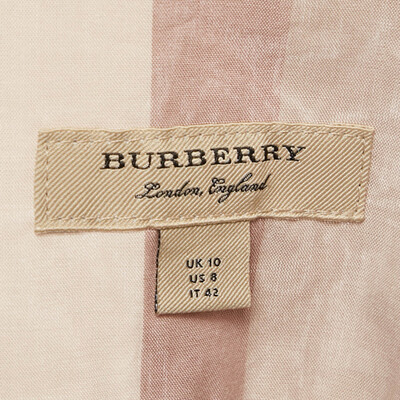 BURBERRY
London, England
UK 10
US 8
IT 42